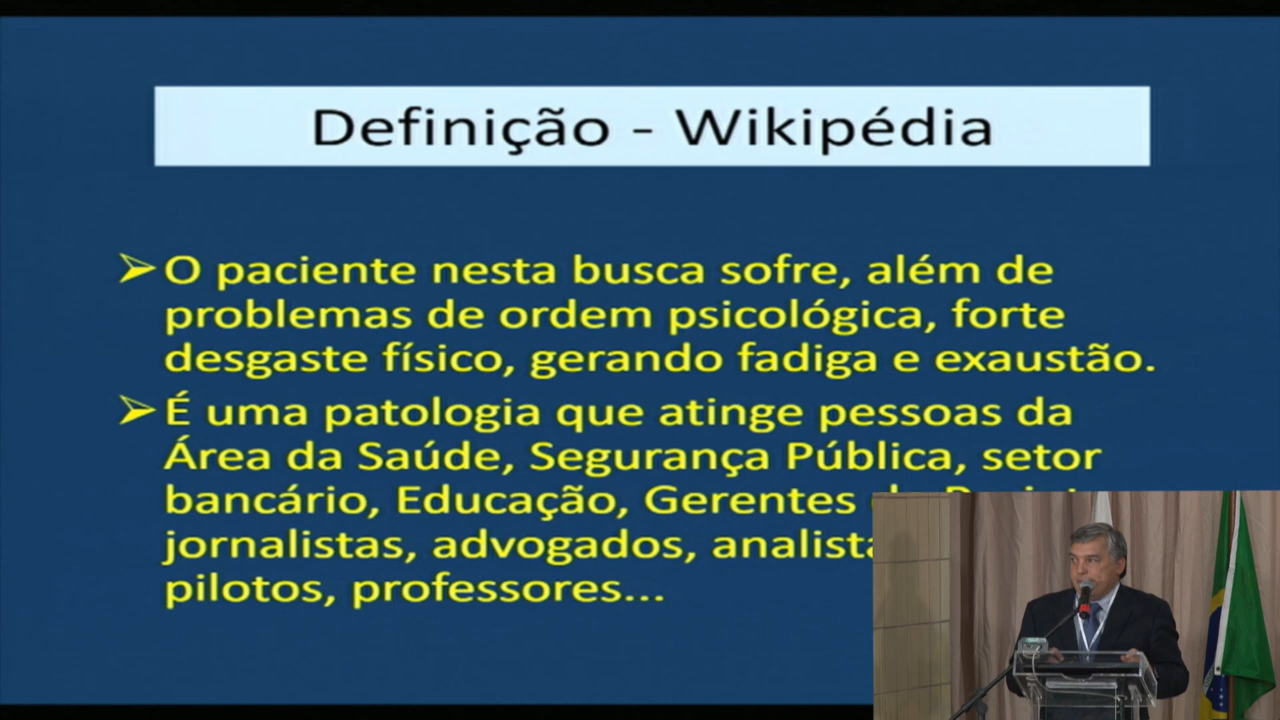 Definição - Wikipédia
➢O paciente nesta busca sofre, além de
problemas de ordem psicológica, forte
desgaste físico, gerando fadiga e exaustão.
➢É uma patologia que atinge pessoas da
Área da Saúde, Segurança Pública, setor
bancário, Educação, Gerentes
jornalistas, advogados,
pilotos, professores...